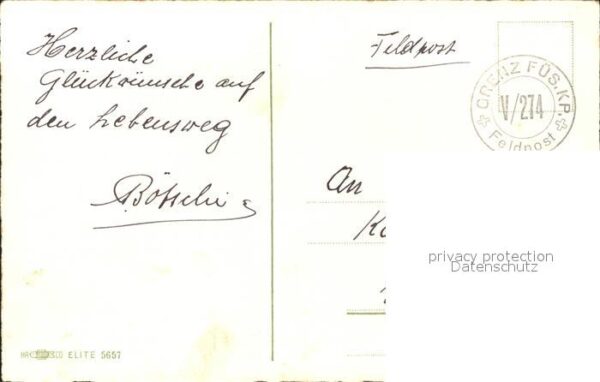 Herzliche
Glückwünsche auf
den Lebensweg
Feldpost
GRENZ FÜS. KP.
V/274
Feldpost
An
privacy protection
Datenschutz
ELITE 5657